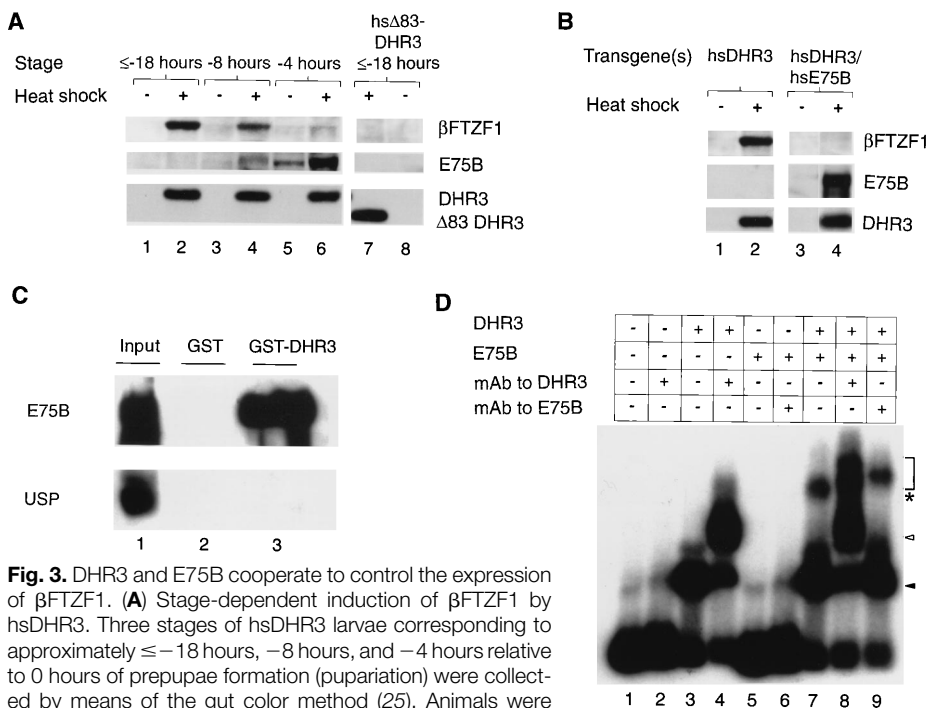 A
hsΔ83-
DHR3
Stage ≤-18 hours -8 hours -4 hours ≤-18 hours
Heat shock - + - + - + + -
βFTZF1
E75B
DHR3
Δ83 DHR3
1 2 3 4 5 6 7 8
B
Transgene(s) hsDHR3 hsDHR3/
hsE75B
Heat shock - + - +
βFTZF1
E75B
DHR3
1 2 3 4
C
Input GST GST-DHR3
E75B
USP
1 2 3
D
DHR3 - - + + - - + + +
E75B - - - - + + + + +
mAb to DHR3 - + - + - - - + -
mAb to E75B - - - - - + - - +
*
1 2 3 4 5 6 7 8 9
Fig. 3. DHR3 and E75B cooperate to control the expression
of βFTZF1. (A) Stage-dependent induction of βFTZF1 by
hsDHR3. Three stages of hsDHR3 larvae corresponding to
approximately ≤−18 hours, −8 hours, and −4 hours relative
to 0 hours of prepupae formation (pupariation) were collect-
ed by means of the gut color method (25). Animals were